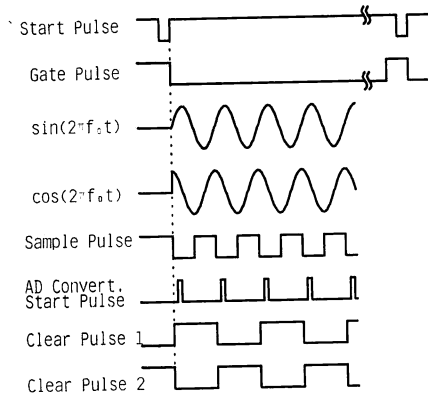 Start Pulse
Gate Pulse
sin(2πf₀t)
cos(2πf₀t)
Sample Pulse
AD Convert.
Start Pulse
Clear Pulse 1
Clear Pulse 2